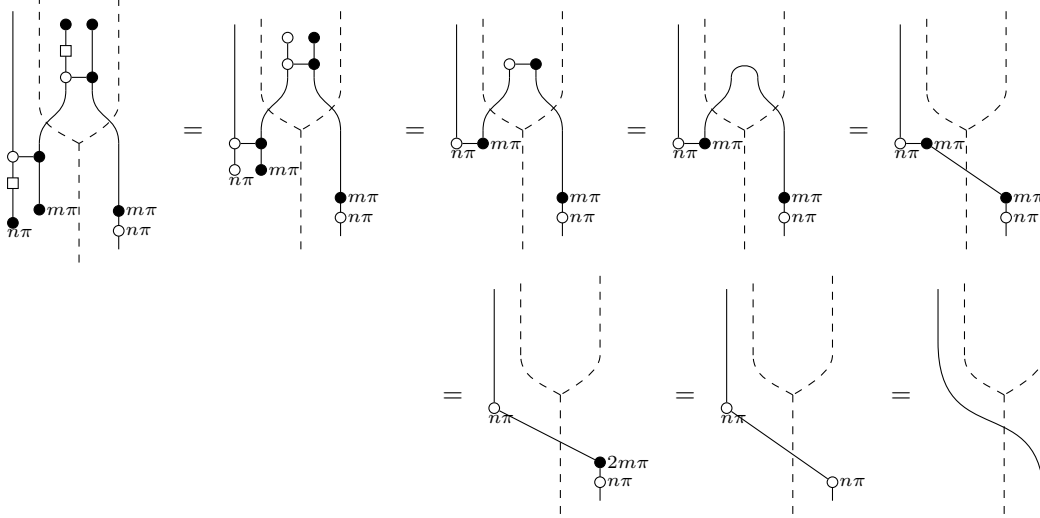 = = = =
nπ mπ mπ nπ nπ mπ mπ nπ nπ mπ mπ nπ nπ mπ mπ nπ nπ mπ mπ nπ
= = =
nπ 2mπ nπ nπ nπ